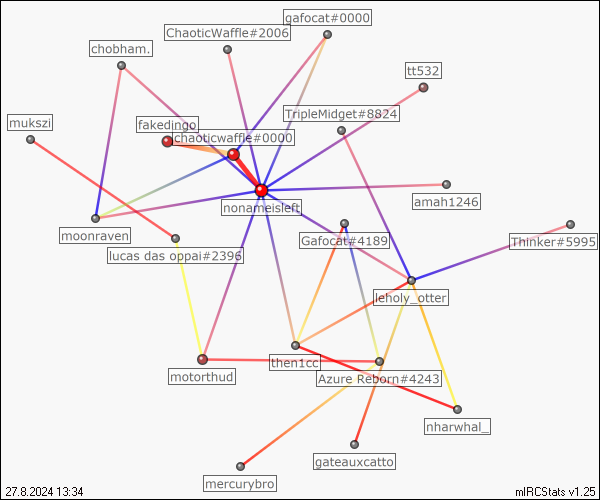 gafocat#0000
ChaoticWaffle#2006
chobham.
tt532
TripleMidget#8824
mukszi
fakedingo
chaoticwaffle#0000
nonameisleft
amah1246
moonraven
Gafocat#4189
Thinker#5995
lucas das oppai#2396
leholy_otter
then1cc
motorthud
Azure Reborn#4243
nharwhal_
gateauxcatto
mercurybro
27.8.2024 13:34
mIRCStats v1.25